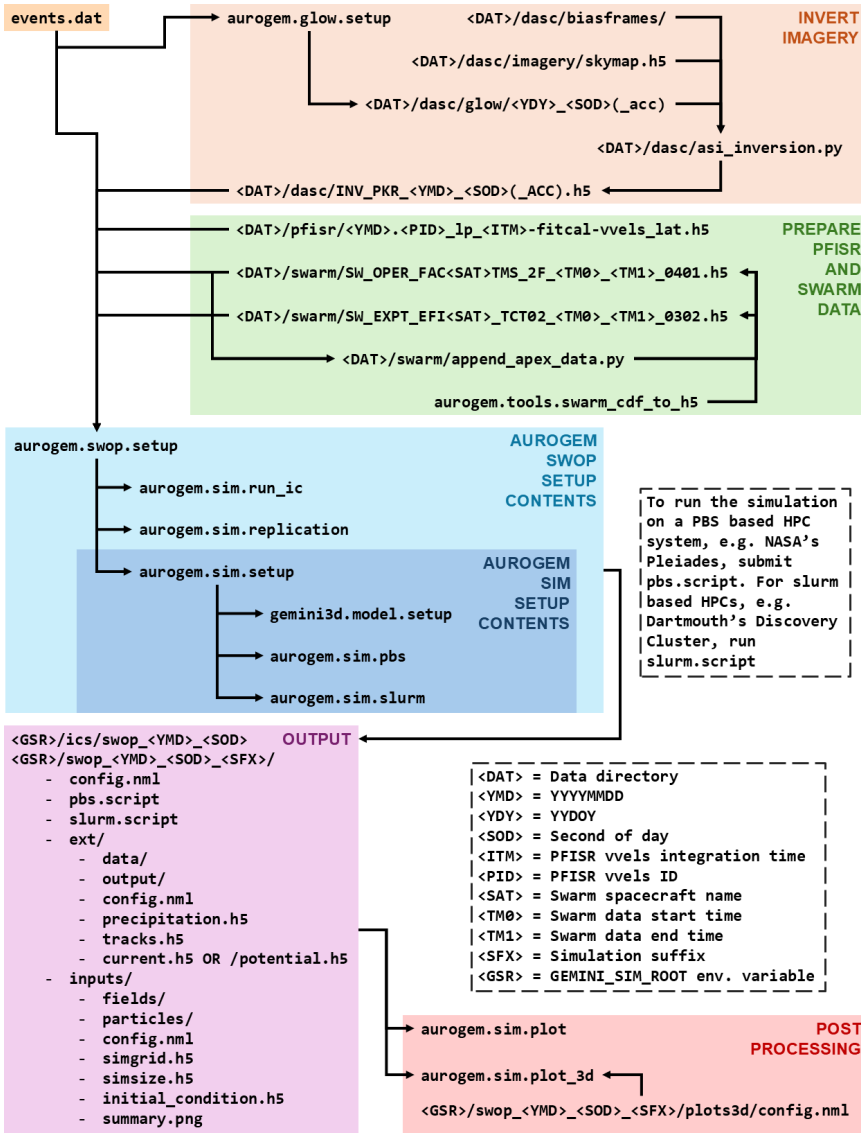 events.dat
aurogem.glow.setup
<DAT>/dasc/biasframes/
INVERT
IMAGERY
<DAT>/dasc/imagery/skymap.h5
<DAT>/dasc/glow/<YDY>_<SOD>(_acc)
<DAT>/dasc/asi_inversion.py
<DAT>/dasc/INV_PKR_<YMD>_<SOD>(_ACC).h5
<DAT>/pfisr/<YMD>.<PID>_lp_<ITM>-fitcal-vvels_lat.h5
PREPARE
PFISR
AND
SWARM
DATA
<DAT>/swarm/SW_OPER_FAC<SAT>TMS_2F_<TM0>_<TM1>_0401.h5
<DAT>/swarm/SW_EXPT_EFI<SAT>_TCT02_<TM0>_<TM1>_0302.h5
<DAT>/swarm/append_apex_data.py
aurogem.tools.swarm_cdf_to_h5
aurogem.swop.setup
AUROGEM
SWOP
SETUP
CONTENTS
aurogem.sim.run_ic
aurogem.sim.replication
aurogem.sim.setup
AUROGEM
SIM
SETUP
CONTENTS
gemini3d.model.setup
aurogem.sim.pbs
aurogem.sim.slurm
To run the simulation
on a PBS based HPC
system, e.g. NASA's
Pleiades, submit
pbs.script. For slurm
based HPCs, e.g.
Dartmouth's Discovery
Cluster, run
slurm.script
<GSR>/ics/swop_<YMD>_<SOD>
OUTPUT
<GSR>/swop_<YMD>_<SOD>_<SFX>/
- config.nml
- pbs.script
- slurm.script
- ext/
- data/
- output/
- config.nml
- precipitation.h5
- tracks.h5
- current.h5 OR /potential.h5
- inputs/
- fields/
- particles/
- config.nml
- simgrid.h5
- simsize.h5
- initial_condition.h5
- summary.png
<DAT> = Data directory
<YMD> = YYYYMMDD
<YDY> = YYDOY
<SOD> = Second of day
<ITM> = PFISR vvels integration time
<PID> = PFISR vvels ID
<SAT> = Swarm spacecraft name
<TM0> = Swarm data start time
<TM1> = Swarm data end time
<SFX> = Simulation suffix
<GSR> = GEMINI_SIM_ROOT env. variable
aurogem.sim.plot
POST
PROCESSING
aurogem.sim.plot_3d
<GSR>/swop_<YMD>_<SOD>_<SFX>/plots3d/config.nml